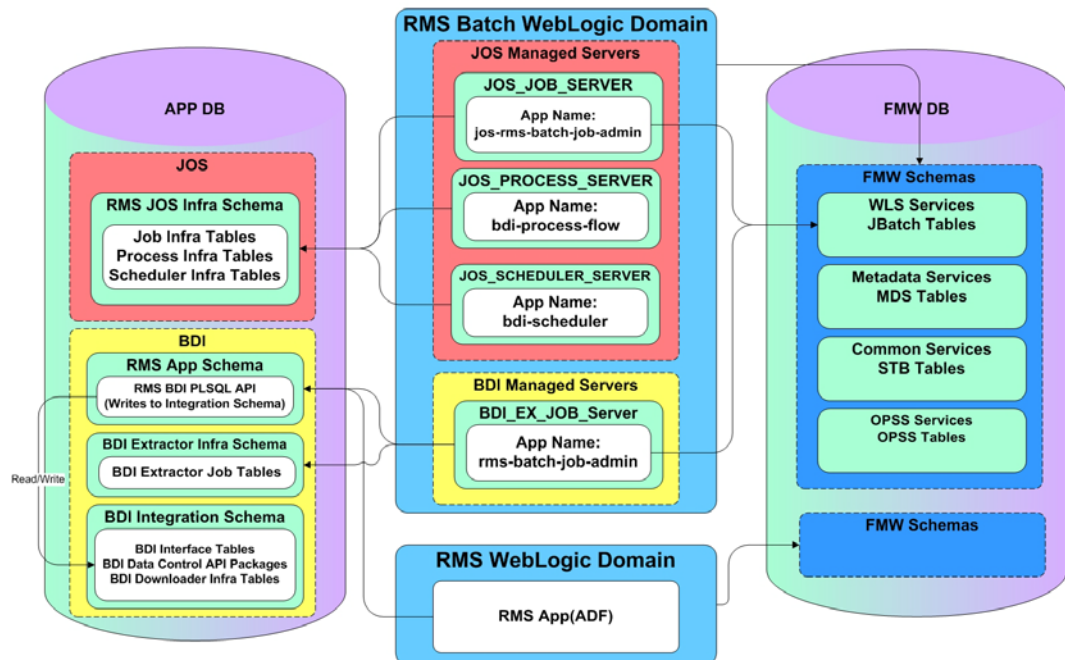 APP DB
JOS
RMS JOS Infra Schema
Job Infra Tables
Process Infra Tables
Scheduler Infra Tables
BDI
RMS App Schema
RMS BDI PLSQL API
(Writes to Integration Schema)
BDI Extractor Infra Schema
BDI Extractor Job Tables
Read/Write
BDI Integration Schema
BDI Interface Tables
BDI Data Control API Packages
BDI Downloader Infra Tables
RMS Batch WebLogic Domain
JOS Managed Servers
JOS_JOB_SERVER
App Name:
jos-rms-batch-job-admin
JOS_PROCESS_SERVER
App Name:
bdi-process-flow
JOS_SCHEDULER_SERVER
App Name:
bdi-scheduler
BDI Managed Servers
BDI_EX_JOB_Server
App Name:
rms-batch-job-admin
RMS WebLogic Domain
RMS App(ADF)
FMW DB
FMW Schemas
WLS Services
JBatch Tables
Metadata Services
MDS Tables
Common Services
STB Tables
OPSS Services
OPSS Tables
FMW Schemas